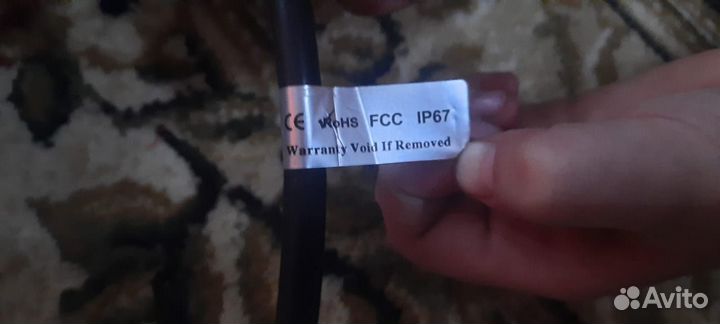 CE RoHS FCC IP67
Warranty Void If Removed
Avito